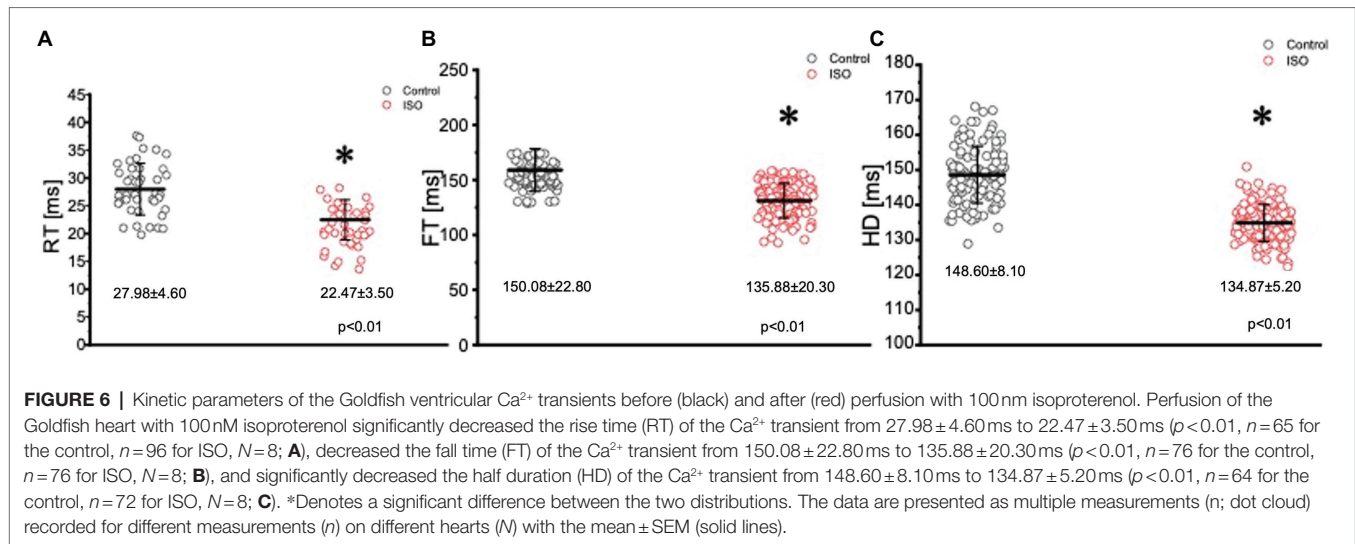 A
Control
ISO
45
40
35
30
25
20
15
10
5
0
RT [ms]
*
27.98±4.60
22.47±3.50
p<0.01
B
Control
ISO
250
200
150
100
50
0
FT [ms]
*
150.08±22.80
135.88±20.30
p<0.01
C
Control
ISO
180
170
160
150
140
130
120
110
100
HD [ms]
*
148.60±8.10
134.87±5.20
p<0.01
FIGURE 6 | Kinetic parameters of the Goldfish ventricular Ca²⁺ transients before (black) and after (red) perfusion with 100 nm isoproterenol. Perfusion of the
Goldfish heart with 100 nM isoproterenol significantly decreased the rise time (RT) of the Ca²⁺ transient from 27.98 ± 4.60 ms to 22.47 ± 3.50 ms (p < 0.01, n = 65 for
the control, n = 96 for ISO, N = 8; A), decreased the fall time (FT) of the Ca²⁺ transient from 150.08 ± 22.80 ms to 135.88 ± 20.30 ms (p < 0.01, n = 76 for the control,
n = 76 for ISO, N = 8; B), and significantly decreased the half duration (HD) of the Ca²⁺ transient from 148.60 ± 8.10 ms to 134.87 ± 5.20 ms (p < 0.01, n = 64 for the
control, n = 72 for ISO, N = 8; C). *Denotes a significant difference between the two distributions. The data are presented as multiple measurements (n; dot cloud)
recorded for different measurements (n) on different hearts (N) with the mean ± SEM (solid lines).